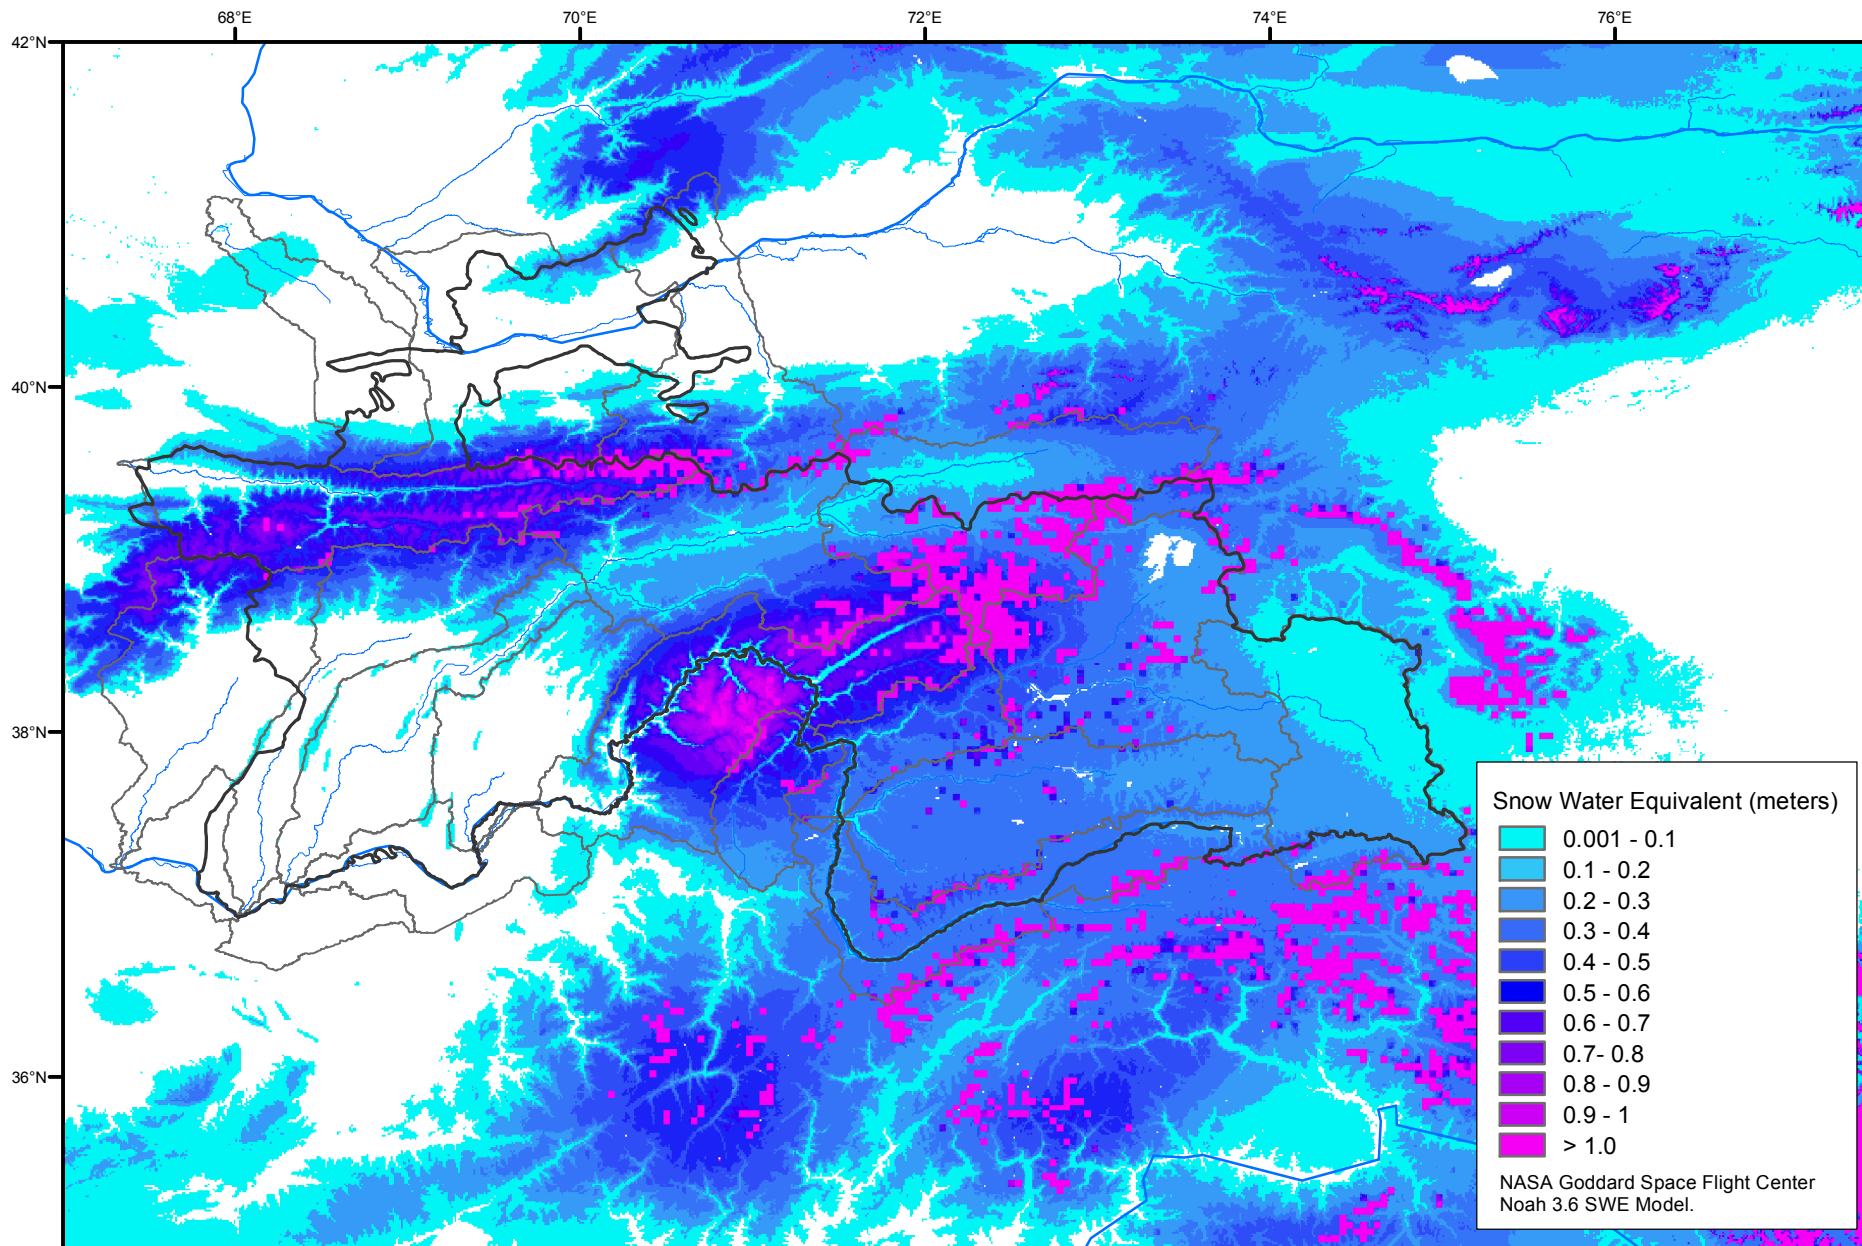 68°E
70°E
72°E
74°E
76°E
42°N
40°N
38°N
36°N
Snow Water Equivalent (meters)
0.001 - 0.1
0.1 - 0.2
0.2 - 0.3
0.3 - 0.4
0.4 - 0.5
0.5 - 0.6
0.6 - 0.7
0.7- 0.8
0.8 - 0.9
0.9 - 1
> 1.0
NASA Goddard Space Flight Center
Noah 3.6 SWE Model.